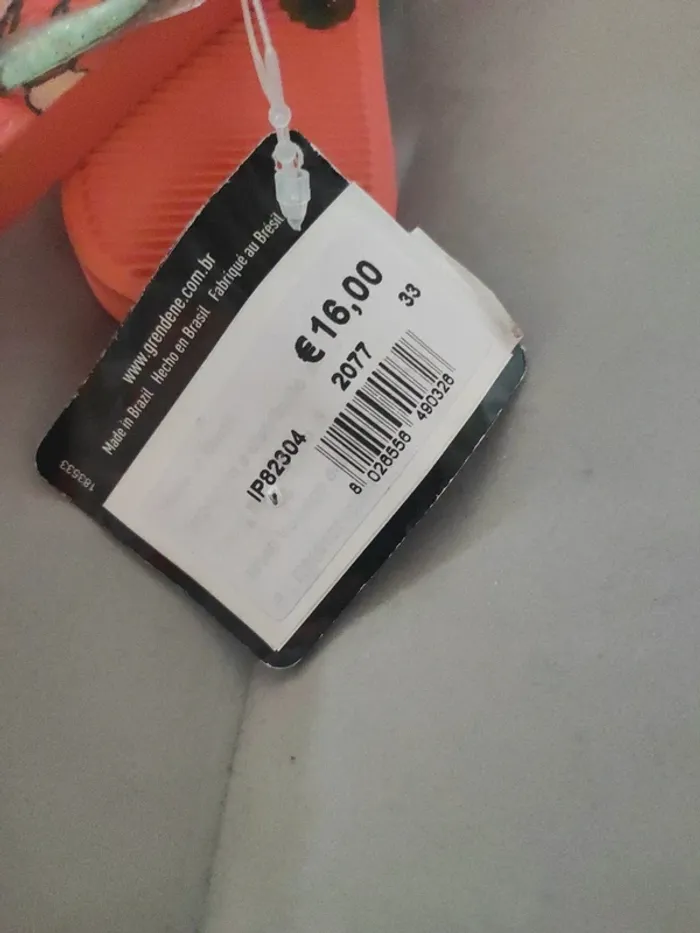 www.grendene.com.br
Made in Brazil Hecho en Brasil Fabriqué au Brésil
183533
€16,00
2077 33
IP82304
8 028556 490328